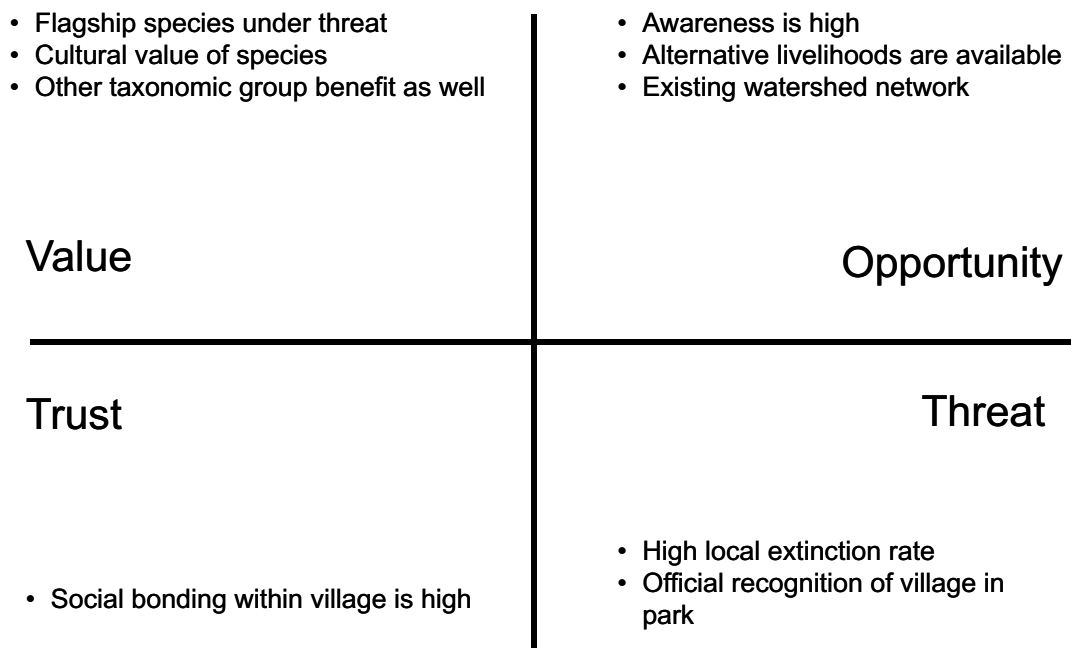 • Flagship species under threat
• Cultural value of species
• Other taxonomic group benefit as well
Value
• Awareness is high
• Alternative livelihoods are available
• Existing watershed network
Opportunity
Trust
• Social bonding within village is high
Threat
• High local extinction rate
• Official recognition of village in
park